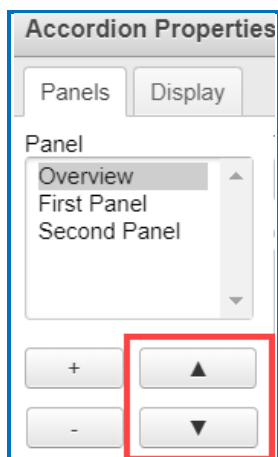 Accordion Properties
Panels Display
Panel
Overview
First Panel
Second Panel
+ ▲
- ▼